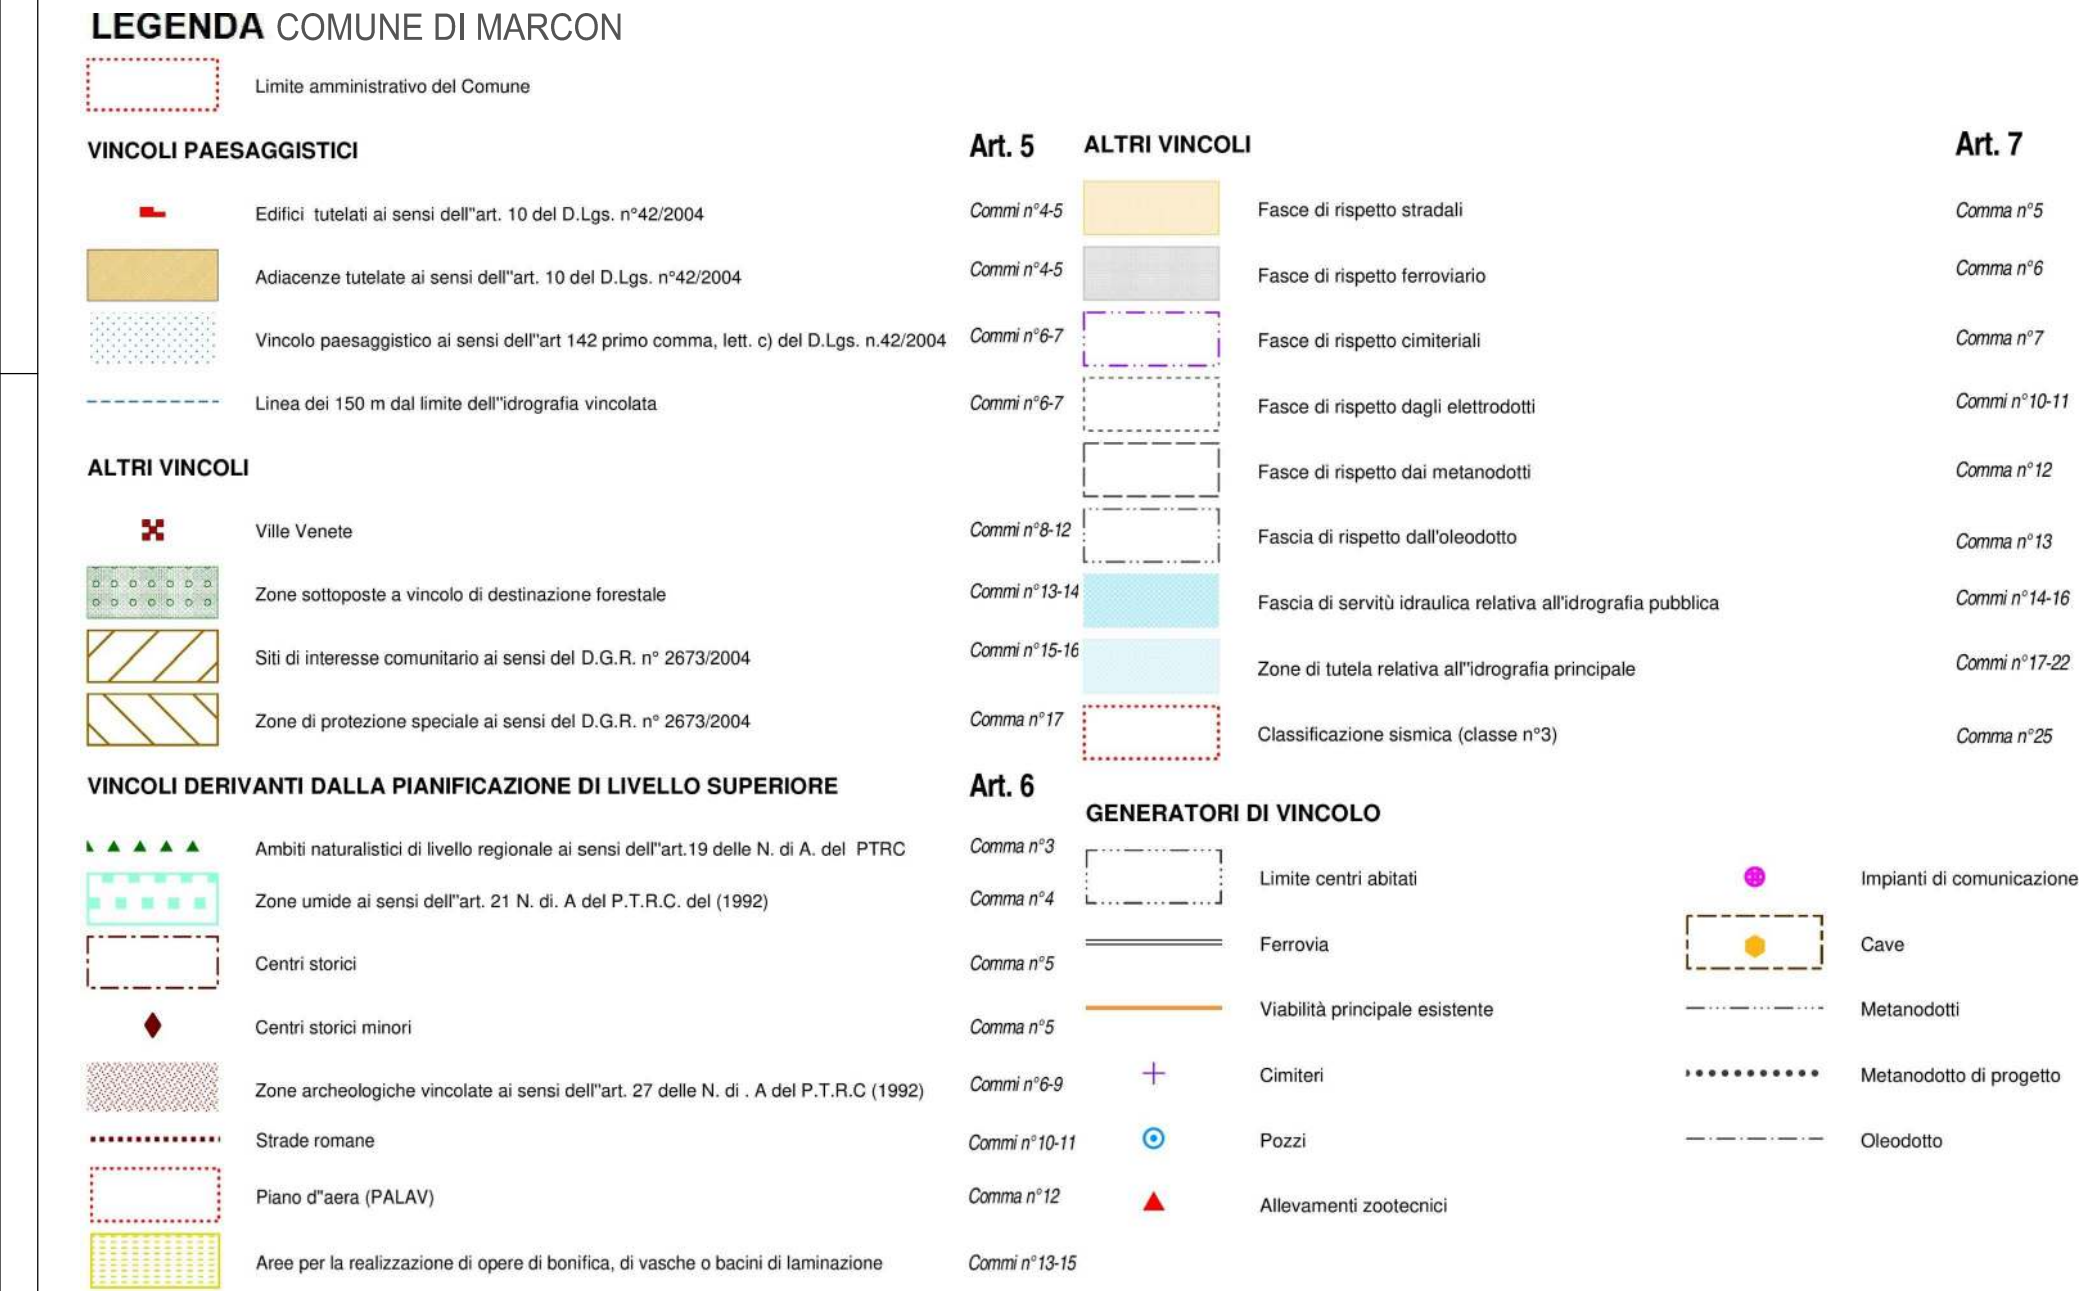 LEGENDA COMUNE DI MARCON
Limite amministrativo del Comune
VINCOLI PAESAGGISTICI Art. 5
Edifici tutelati ai sensi dell''art. 10 del D.Lgs. n°42/2004 Commi n°4-5
Adiacenze tutelate ai sensi dell''art. 10 del D.Lgs. n°42/2004 Commi n°4-5
Vincolo paesaggistico ai sensi dell''art 142 primo comma, lett. c) del D.Lgs. n.42/2004 Commi n°6-7
Linea dei 150 m dal limite dell''idrografia vincolata Commi n°6-7
ALTRI VINCOLI
Ville Venete Commi n°8-12
Zone sottoposte a vincolo di destinazione forestale Commi n°13-14
Siti di interesse comunitario ai sensi del D.G.R. n° 2673/2004 Commi n°15-16
Zone di protezione speciale ai sensi del D.G.R. n° 2673/2004 Comma n°17
VINCOLI DERIVANTI DALLA PIANIFICAZIONE DI LIVELLO SUPERIORE Art. 6
Ambiti naturalistici di livello regionale ai sensi dell''art.19 delle N. di A. del PTRC Comma n°3
Zone umide ai sensi dell''art. 21 N. di. A del P.T.R.C. del (1992) Comma n°4
Centri storici Comma n°5
Centri storici minori Comma n°5
Zone archeologiche vincolate ai sensi dell''art. 27 delle N. di . A del P.T.R.C (1992) Commi n°6-9
Strade romane Commi n°10-11
Piano d''aera (PALAV) Comma n°12
Aree per la realizzazione di opere di bonifica, di vasche o bacini di laminazione Commi n°13-15
ALTRI VINCOLI Art. 7
Fasce di rispetto stradali Comma n°5
Fasce di rispetto ferroviario Comma n°6
Fasce di rispetto cimiteriali Comma n°7
Fasce di rispetto dagli elettrodotti Commi n°10-11
Fasce di rispetto dai metanodotti Comma n°12
Fascia di rispetto dall'oleodotto Comma n°13
Fascia di servitù idraulica relativa all'idrografia pubblica Commi n°14-16
Zone di tutela relativa all''idrografia principale Commi n°17-22
Classificazione sismica (classe n°3) Comma n°25
GENERATORI DI VINCOLO
Limite centri abitati
Ferrovia
Viabilità principale esistente
Cimiteri
Pozzi
Allevamenti zootecnici
Impianti di comunicazione
Cave
Metanodotti
Metanodotto di progetto
Oleodotto